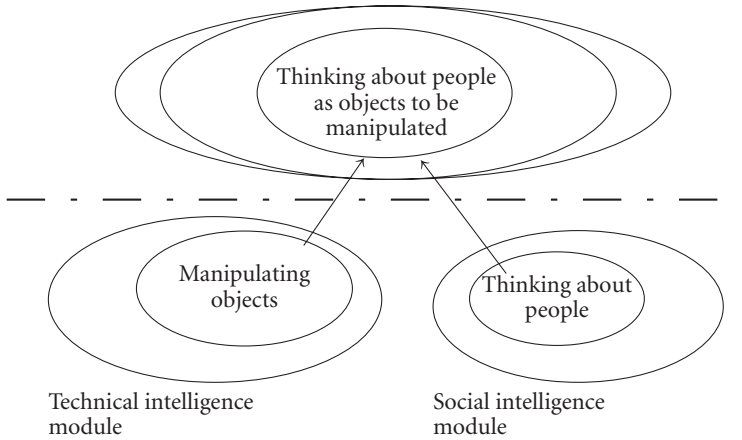 Thinking about people
as objects to be
manipulated
Manipulating
objects
Thinking about
people
Technical intelligence
module
Social intelligence
module